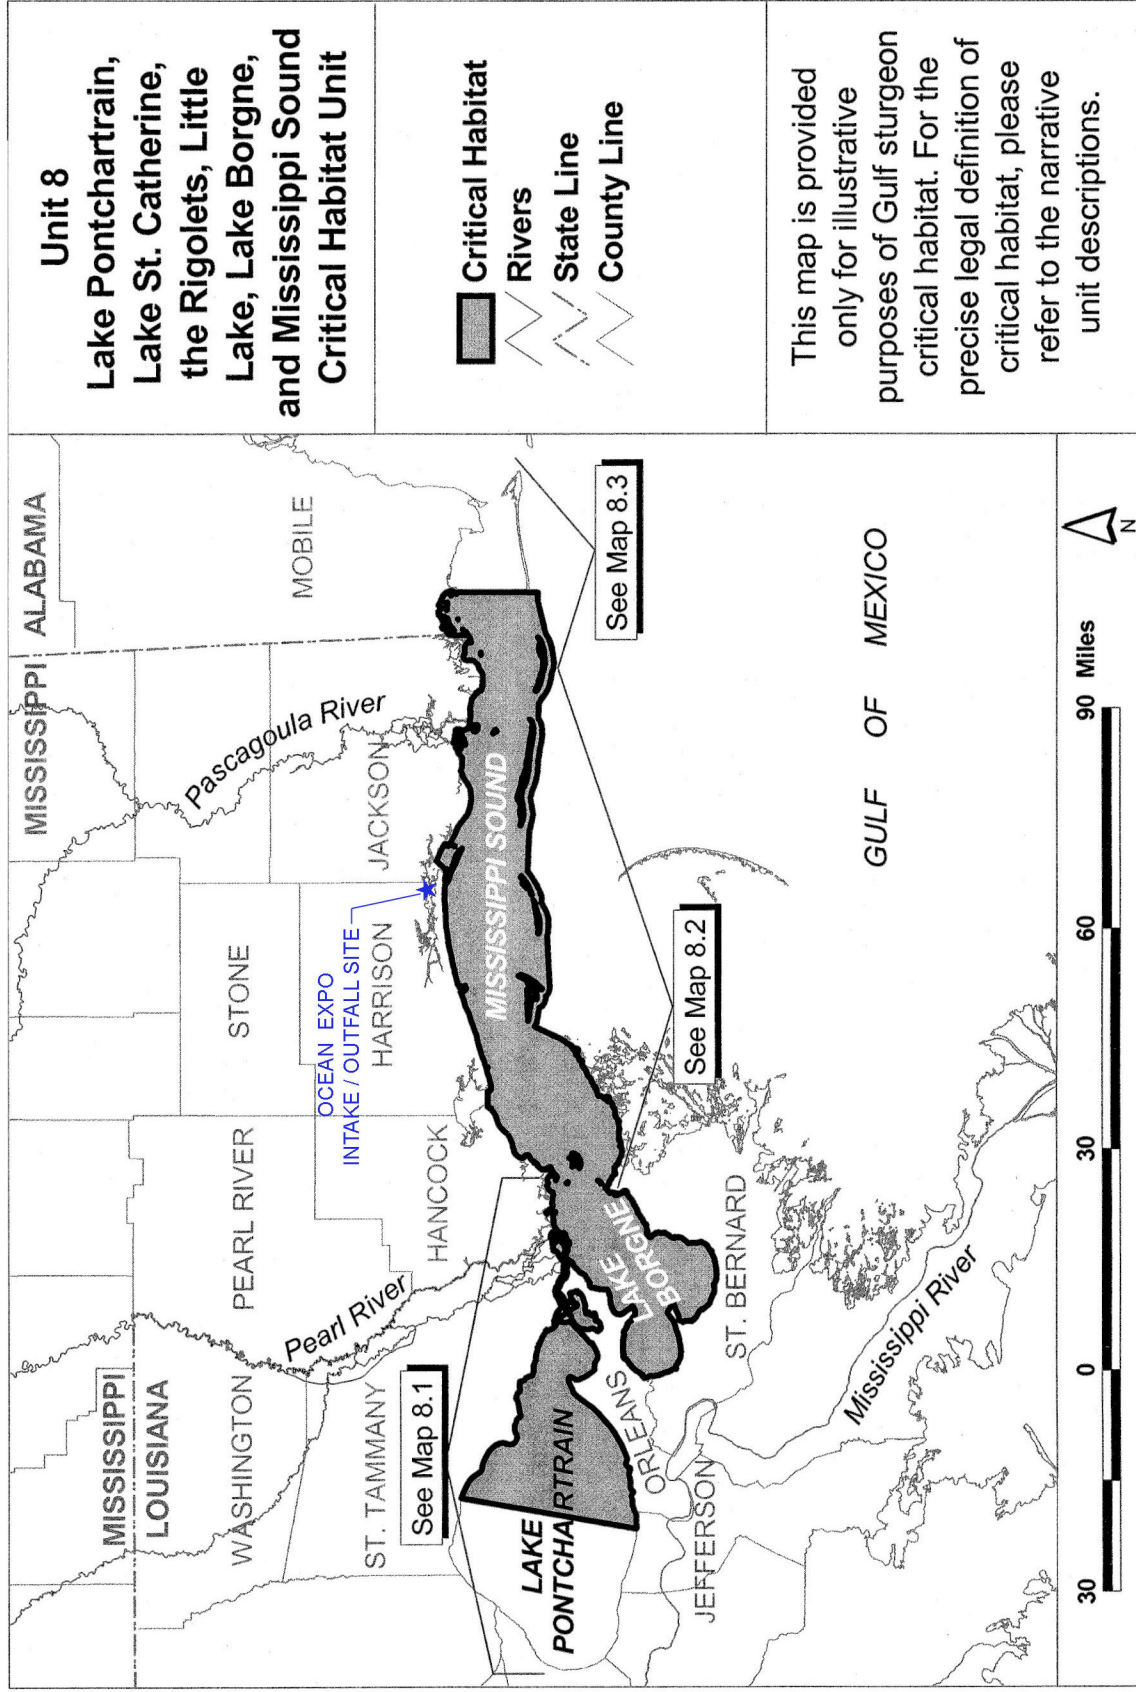 Unit 8
Lake Pontchartrain,
Lake St. Catherine,
the Rigolets, Little
Lake, Lake Borgne,
and Mississippi Sound
Critical Habitat Unit
Critical Habitat
Rivers
State Line
County Line
This map is provided
only for illustrative
purposes of Gulf sturgeon
critical habitat. For the
precise legal definition of
critical habitat, please
refer to the narrative
unit descriptions.
MISSISSIPPI
LOUISIANA
MISSISSIPPI
ALABAMA
WASHINGTON
PEARL RIVER
STONE
Pascagoula River
MOBILE
Pearl River
OCEAN EXPO
INTAKE / OUTFALL SITE
ST. TAMMANY
HANCOCK
HARRISON
JACKSON
See Map 8.1
MISSISSIPPI SOUND
LAKE
PONTCHARTRAIN
LAKE
BORGNE
See Map 8.3
ORLEANS
ST. BERNARD
See Map 8.2
JEFFERSON
Mississippi River
GULF OF MEXICO
30
0
30
60
90 Miles
N